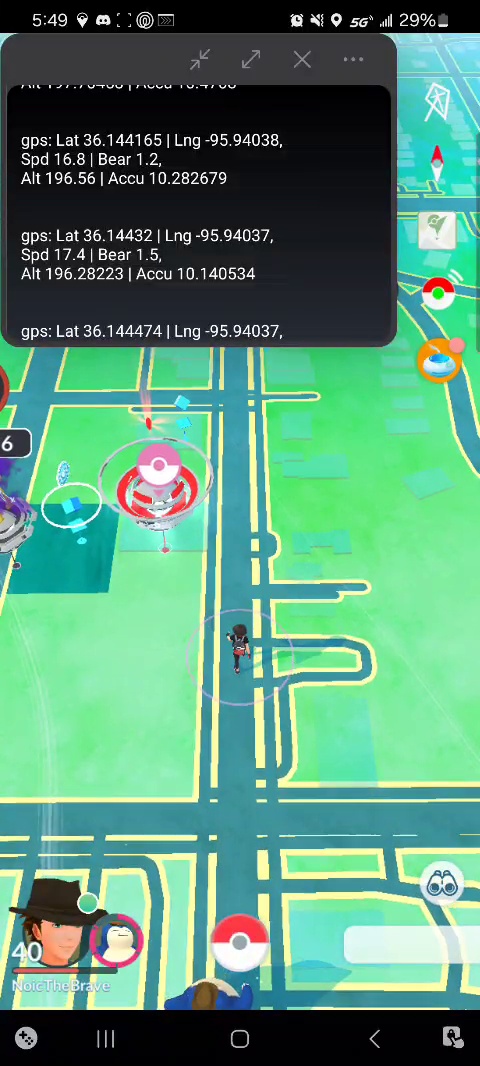 5:49
5G
29%
gps: Lat 36.144165 | Lng -95.94038,
Spd 16.8 | Bear 1.2,
Alt 196.56 | Accu 10.282679
gps: Lat 36.14432 | Lng -95.94037,
Spd 17.4 | Bear 1.5,
Alt 196.28223 | Accu 10.140534
gps: Lat 36.144474 | Lng -95.94037,
6
40
NoicTheBrave